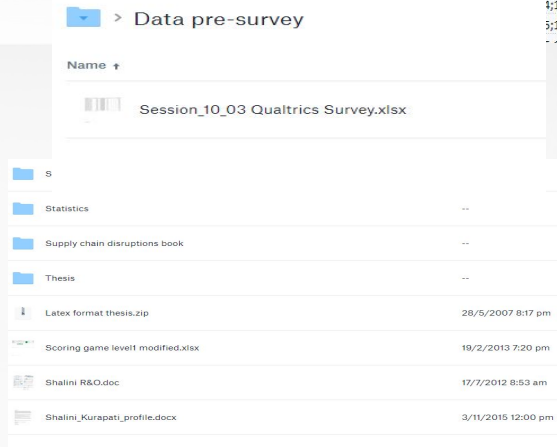 > Data pre-survey
Name ↑
Session_10_03 Qualtrics Survey.xlsx
S
Statistics --
Supply chain disruptions book --
Thesis --
Latex format thesis.zip 28/5/2007 8:17 pm
Scoring game level1 modified.xlsx 19/2/2013 7:20 pm
Shalini R&O.doc 17/7/2012 8:53 am
Shalini_Kurapati_profile.docx 3/11/2015 12:00 pm